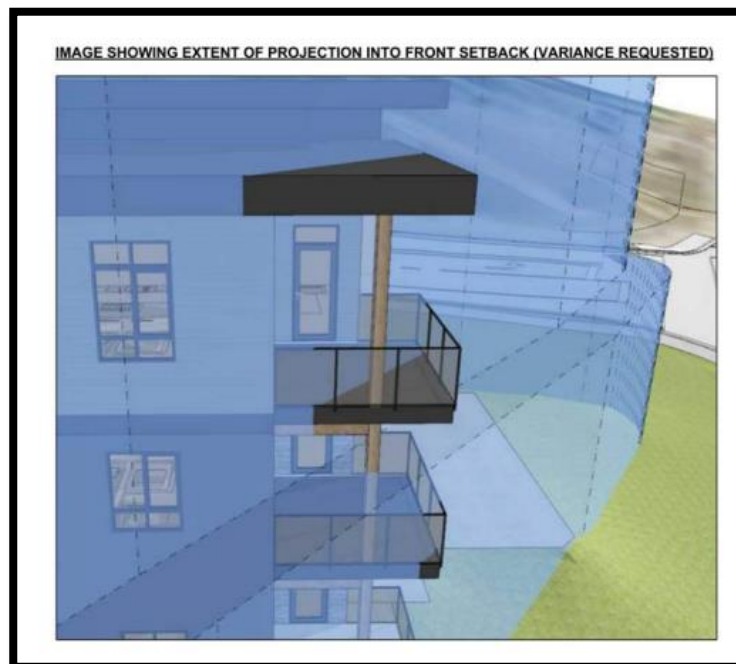 IMAGE SHOWING EXTENT OF PROJECTION INTO FRONT SETBACK (VARIANCE REQUESTED)